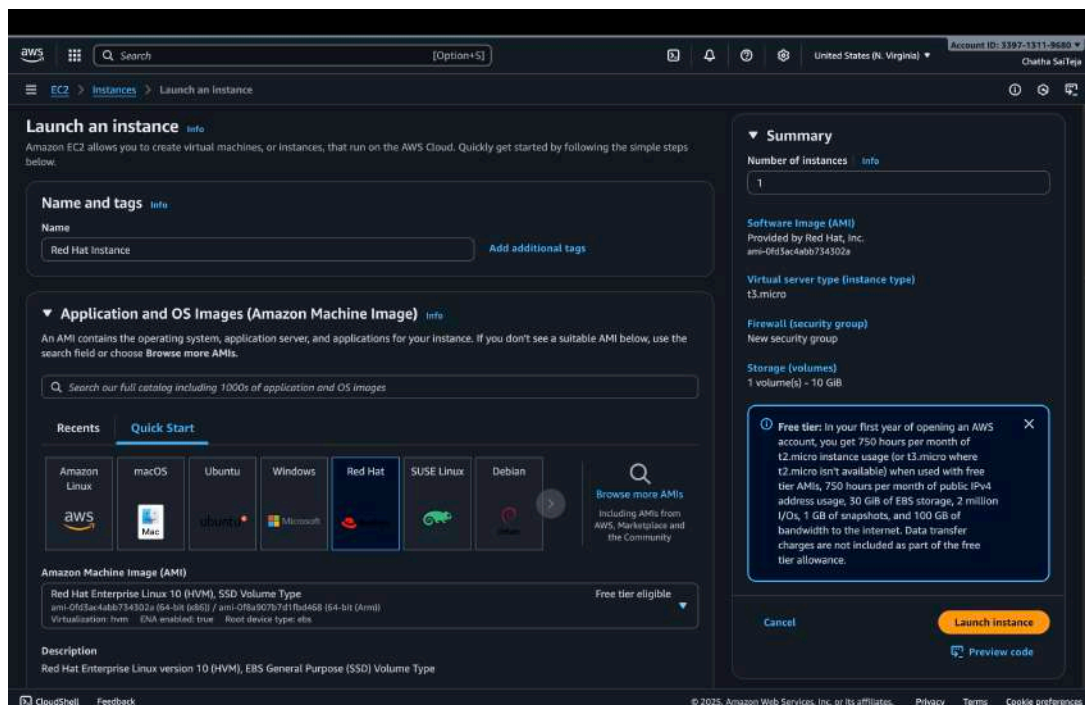 aws
Search
[Option+S]
United States (N. Virginia)
Account ID: 3397-1311-9680
Chatha SaiTeja
EC2 > Instances > Launch an instance
Launch an instance Info
Amazon EC2 allows you to create virtual machines, or instances, that run on the AWS Cloud. Quickly get started by following the simple steps
below.
Name and tags Info
Name
Red Hat Instance
Add additional tags
Application and OS Images (Amazon Machine Image) Info
An AMI contains the operating system, application server, and applications for your instance. If you don't see a suitable AMI below, use the
search field or choose Browse more AMIs.
Search our full catalog including 1000s of application and OS images
Recents
Quick Start
Amazon
Linux
aws
macOS
Mac
Ubuntu
ubuntu
Windows
Microsoft
Red Hat
SUSE Linux
Debian
Browse more AMIs
Including AMIs from
AWS, Marketplace and
the Community
Amazon Machine Image (AMI)
Red Hat Enterprise Linux 10 (HVM), SSD Volume Type
Free tier eligible
ami-0fd3ac4abb734302a (64-bit (x86)) / ami-0f8a907b7d1fbd468 (64-bit (Arm))
Virtualization: hvm ENA enabled: true Root device type: ebs
Description
Red Hat Enterprise Linux version 10 (HVM), EBS General Purpose (SSD) Volume Type
Summary
Number of instances Info
1
Software Image (AMI)
Provided by Red Hat, Inc.
ami-0fd3ac4abb734302a
Virtual server type (instance type)
t3.micro
Firewall (security group)
New security group
Storage (volumes)
1 volume(s) - 10 GiB
Free tier: In your first year of opening an AWS
account, you get 750 hours per month of
t2.micro instance usage (or t3.micro where
t2.micro isn't available) when used with free
tier AMIs, 750 hours per month of public IPv4
address usage, 30 GiB of EBS storage, 2 million
I/Os, 1 GB of snapshots, and 100 GB of
bandwidth to the internet. Data transfer
charges are not included as part of the free
tier allowance.
Cancel
Launch instance
Preview code
CloudShell Feedback
© 2025, Amazon Web Services, Inc. or its affiliates. Privacy Terms Cookie preferences